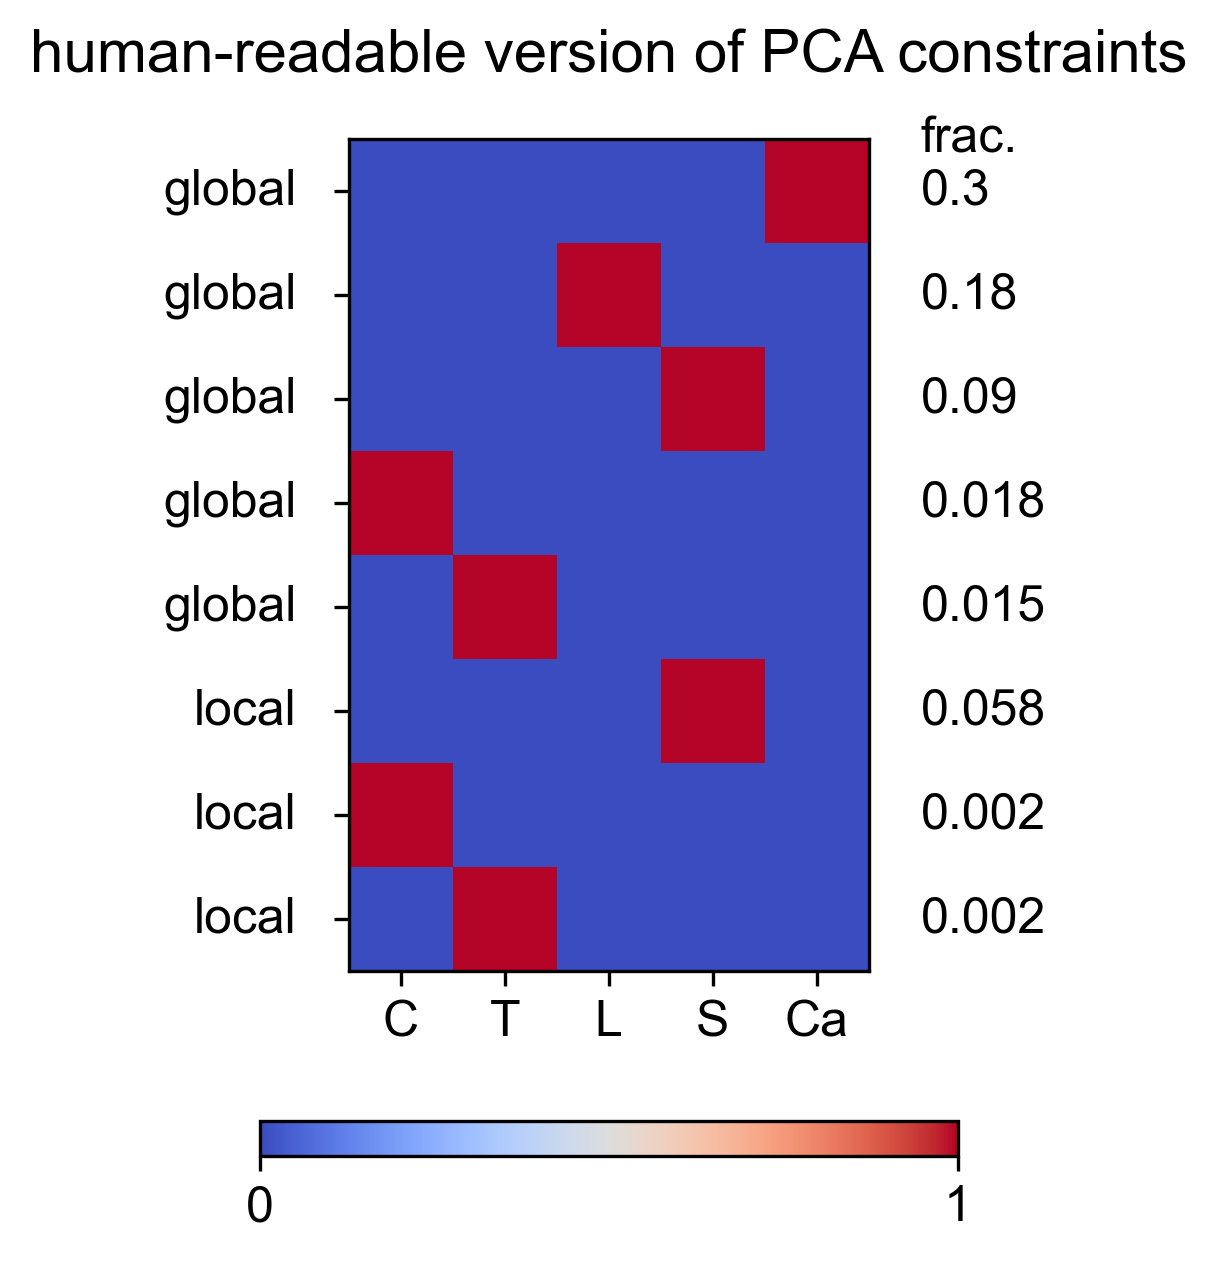 human-readable version of PCA constraints
frac.
global 0.3
global 0.18
global 0.09
global 0.018
global 0.015
local 0.058
local 0.002
local 0.002
C T L S Ca
0 1